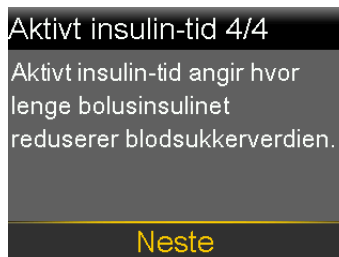 Aktivt insulin-tid 4/4
Aktivt insulin-tid angir hvor
lenge bolusinsulinet
reduserer blodsukkerverdien.
Neste